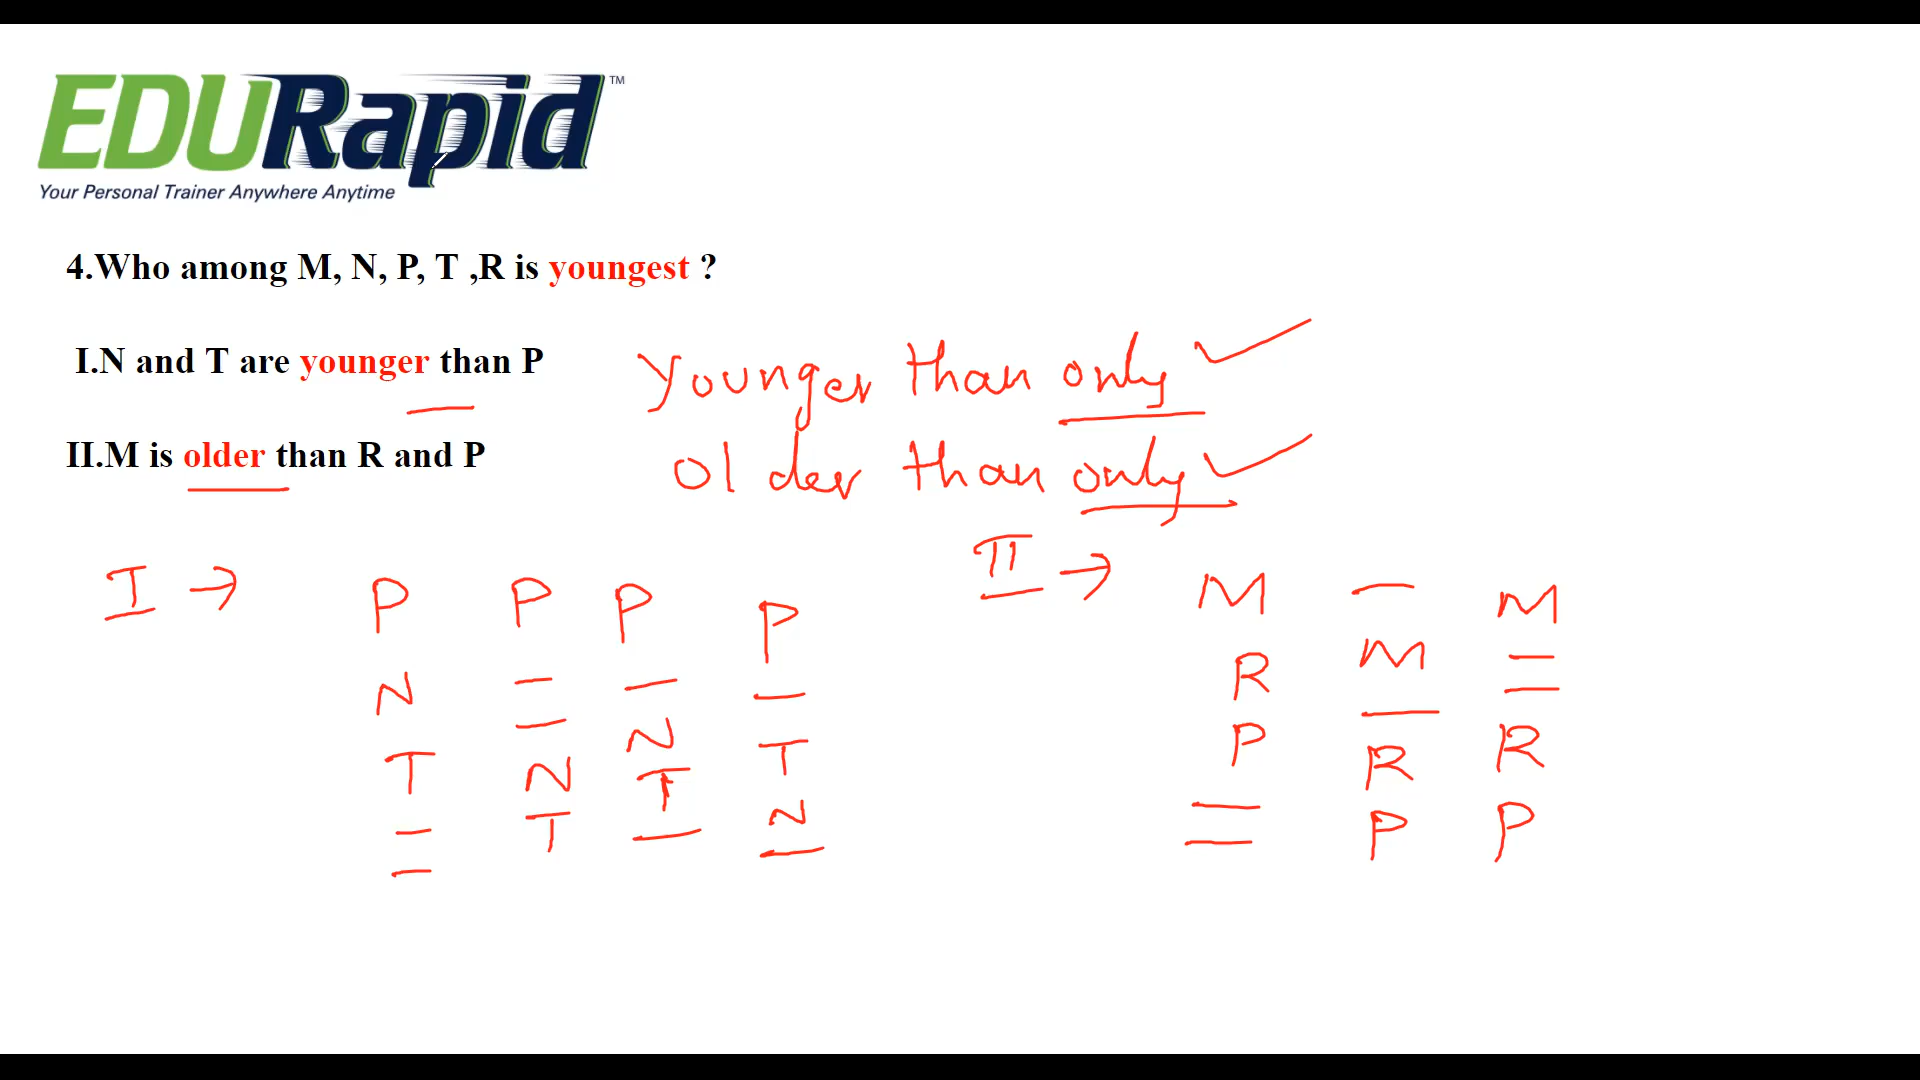 EDURapid™
Your Personal Trainer Anywhere Anytime
4.Who among M, N, P, T ,R is youngest ?
I.N and T are younger than P
Younger than only
II.M is older than R and P
Older than only
I → P P P P
N — — —
T — N T
— N T N
— T — —
II → M — M
R M —
P — —
— R R
— P P